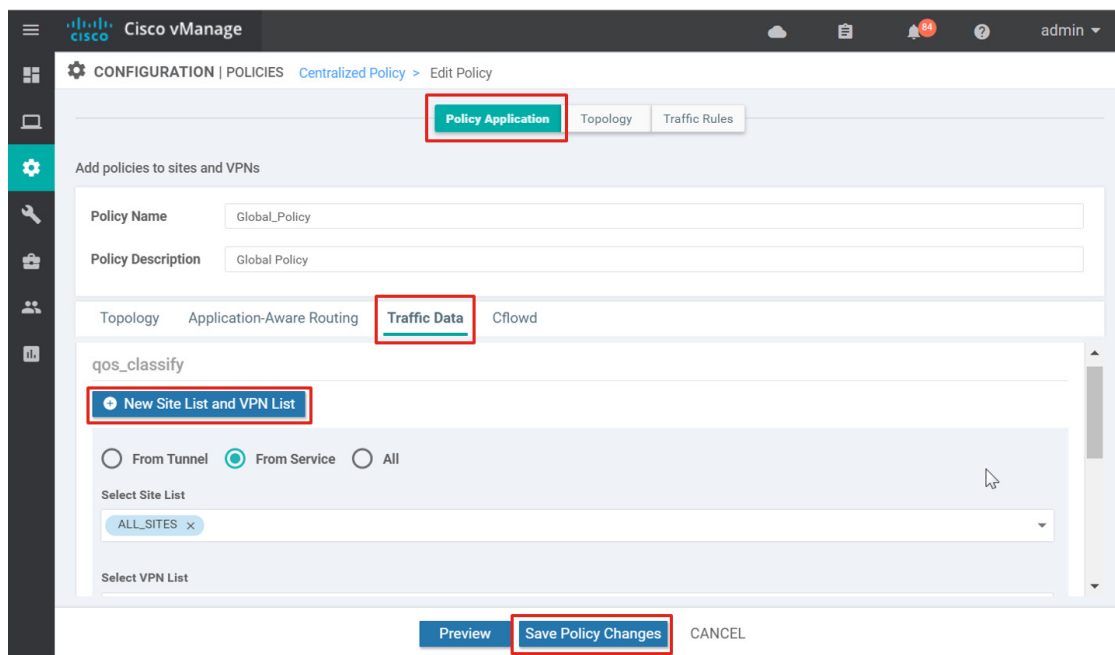 cisco Cisco vManage 84 admin
CONFIGURATION | POLICIES Centralized Policy > Edit Policy
Policy Application Topology Traffic Rules
Add policies to sites and VPNs
Policy Name Global_Policy
Policy Description Global Policy
Topology Application-Aware Routing Traffic Data Cflowd
qos_classify
New Site List and VPN List
From Tunnel From Service All
Select Site List
ALL_SITES ×
Select VPN List
Preview Save Policy Changes CANCEL